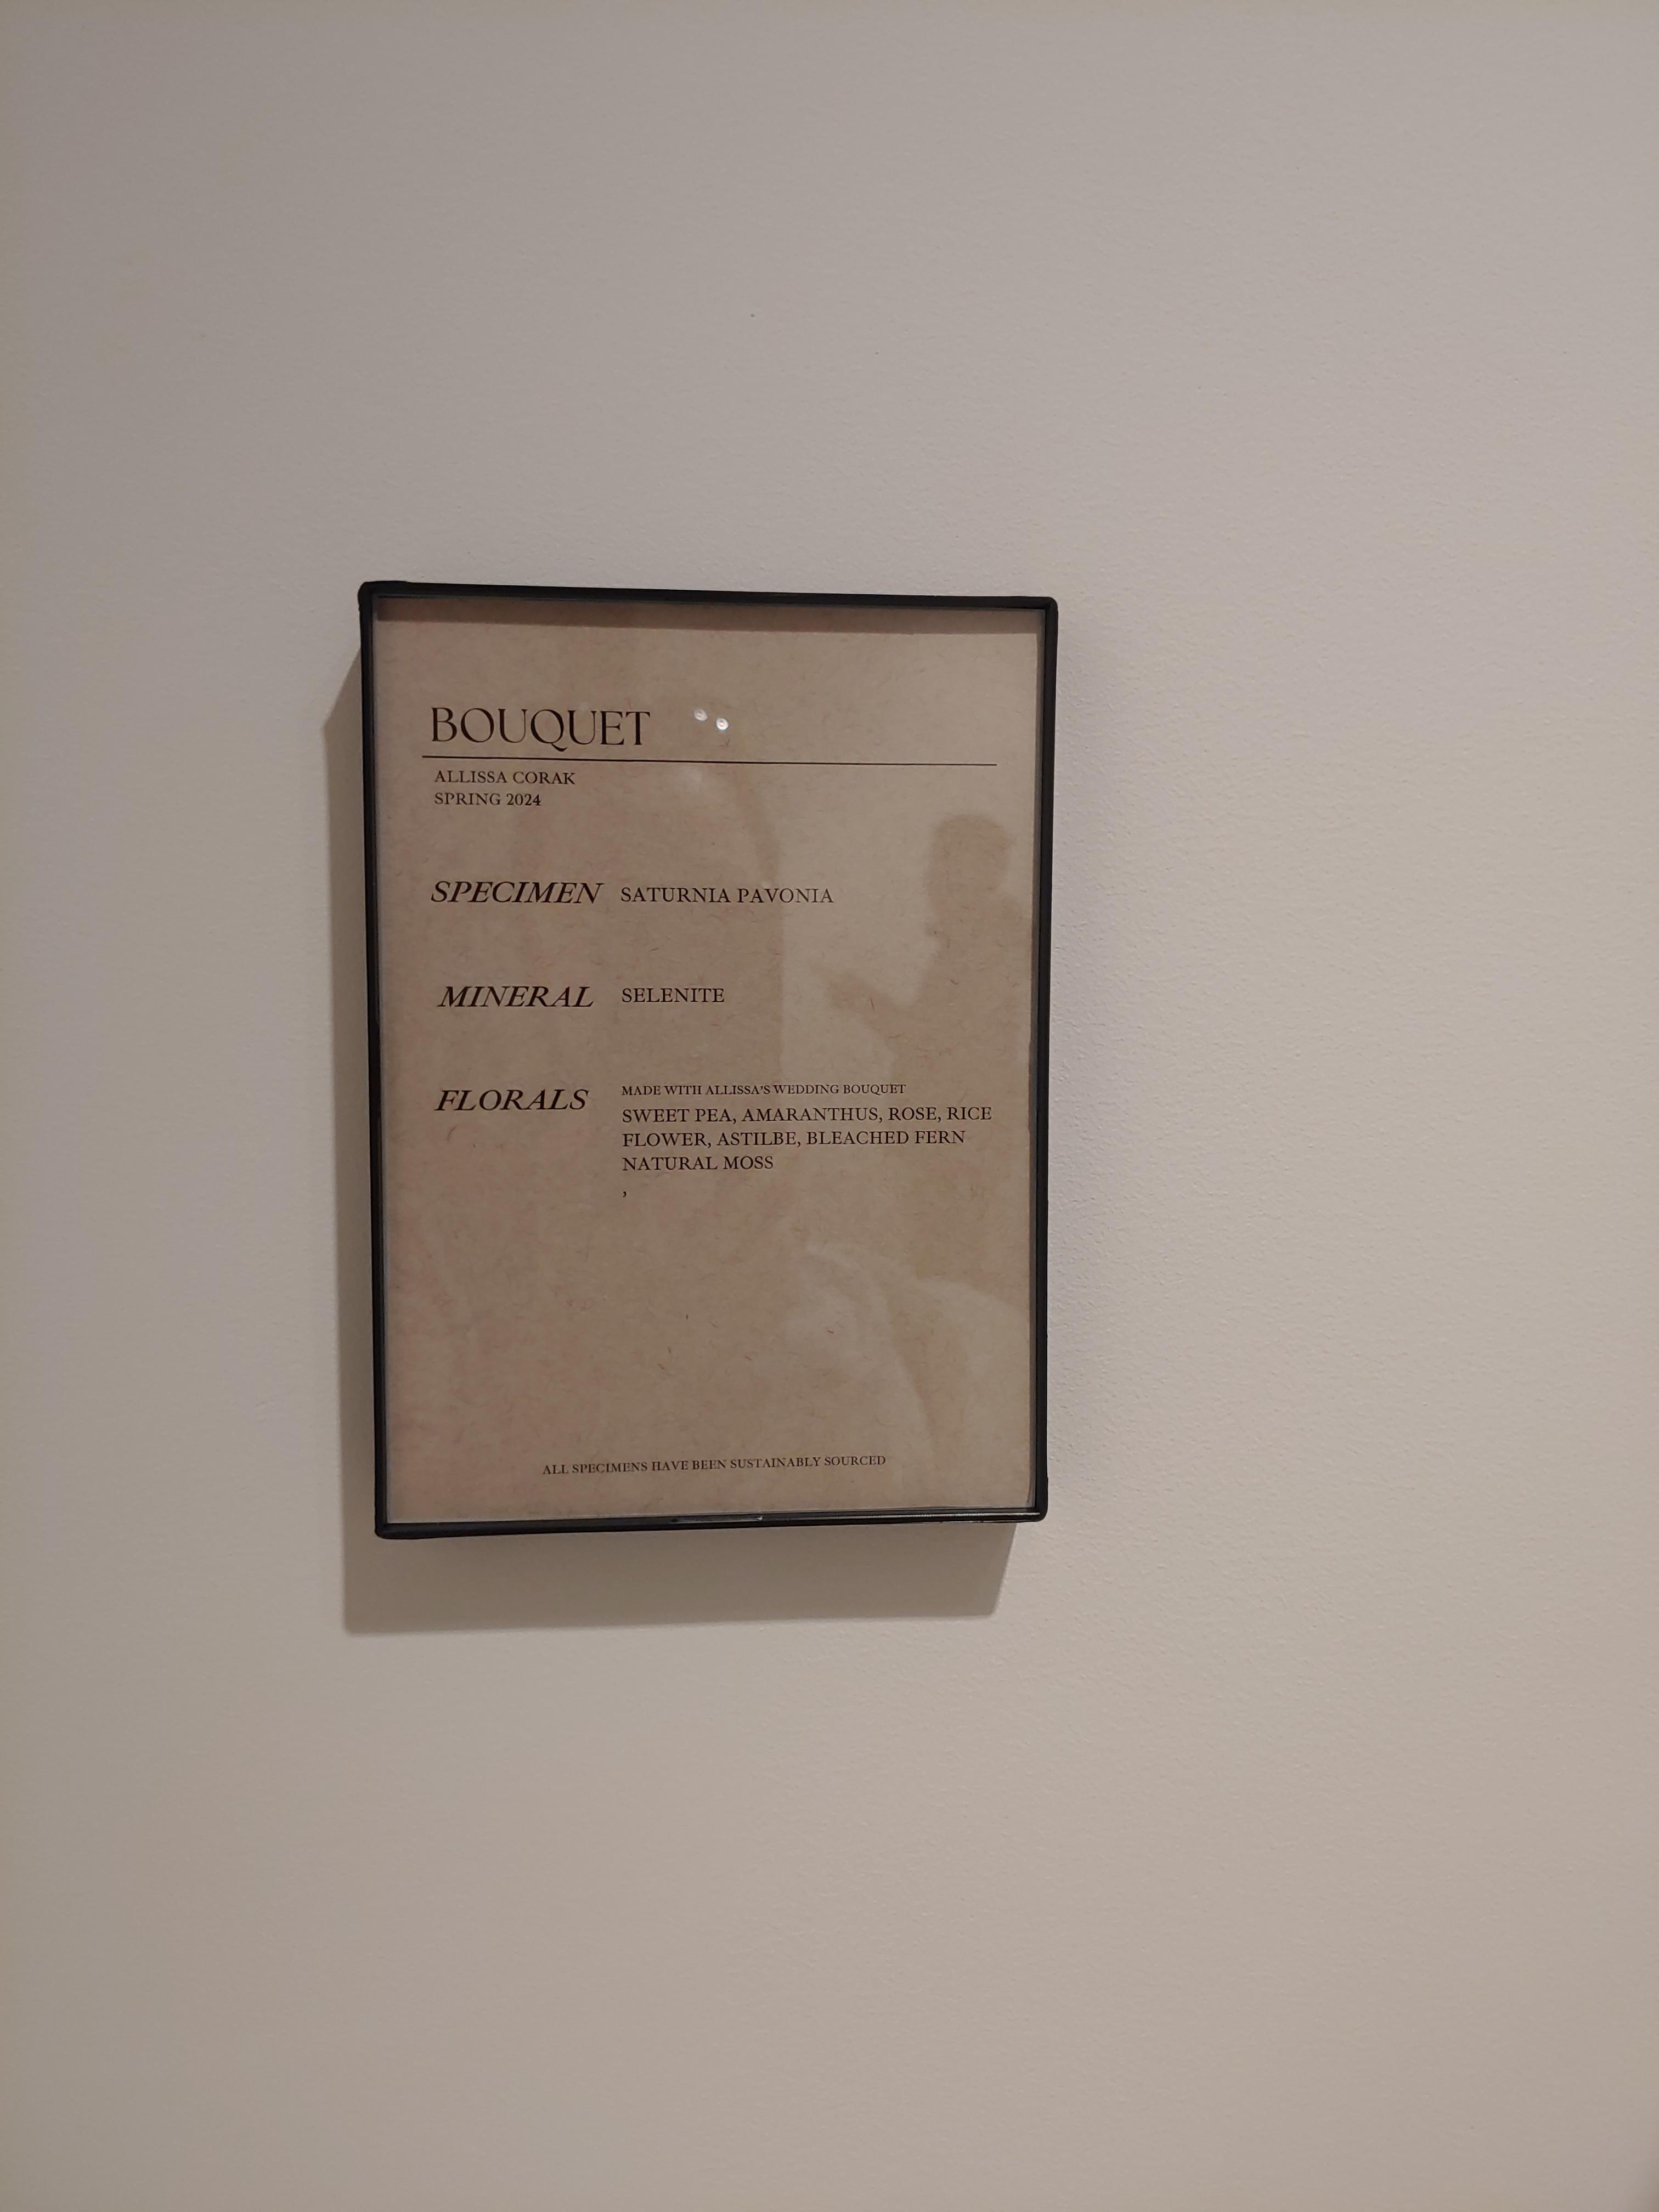 BOUQUET
ALLISSA CORAK
SPRING 2024
SPECIMEN SATURNIA PAVONIA
MINERAL SELENITE
FLORALS MADE WITH ALLISSA'S WEDDING BOUQUET
SWEET PEA, AMARANTHUS, ROSE, RICE
FLOWER, ASTILBE, BLEACHED FERN
NATURAL MOSS
,
ALL SPECIMENS HAVE BEEN SUSTAINABLY SOURCED